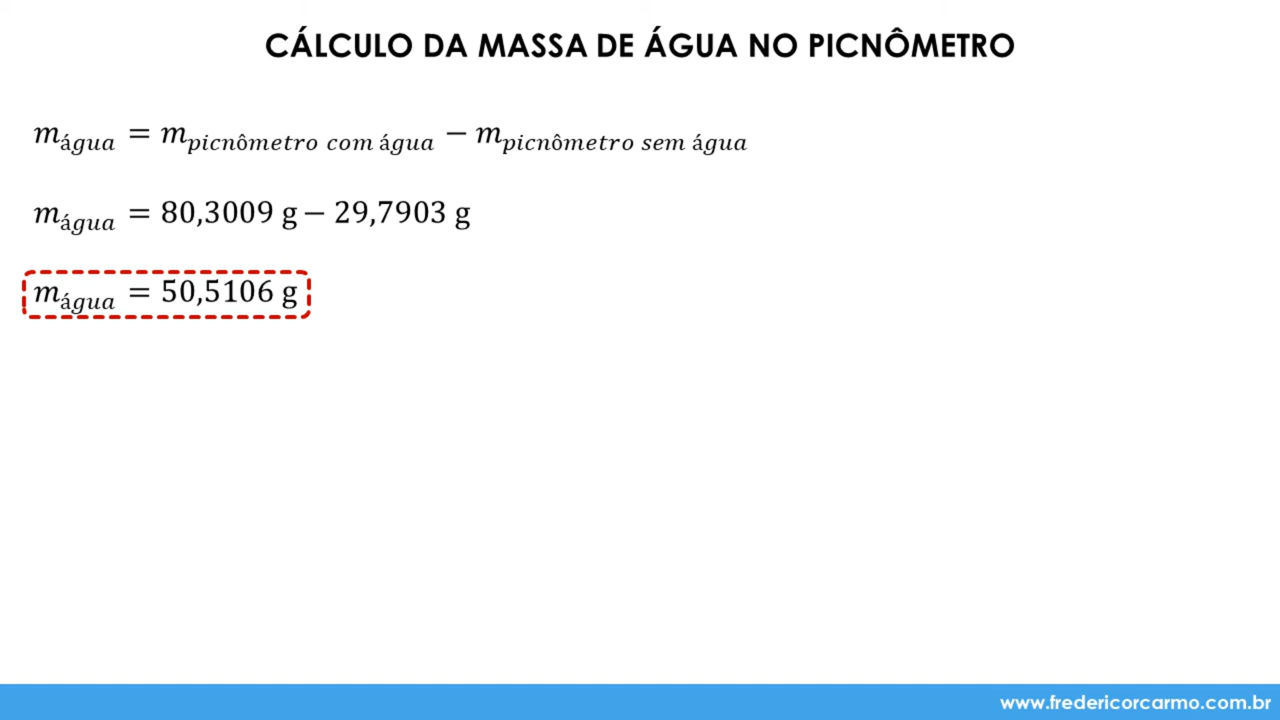 CÁLCULO DA MASSA DE ÁGUA NO PICNÔMETRO
m_água = m_picnômetro com água − m_picnômetro sem água
m_água = 80,3009 g − 29,7903 g
m_água = 50,5106 g
www.fredericorcarmo.com.br